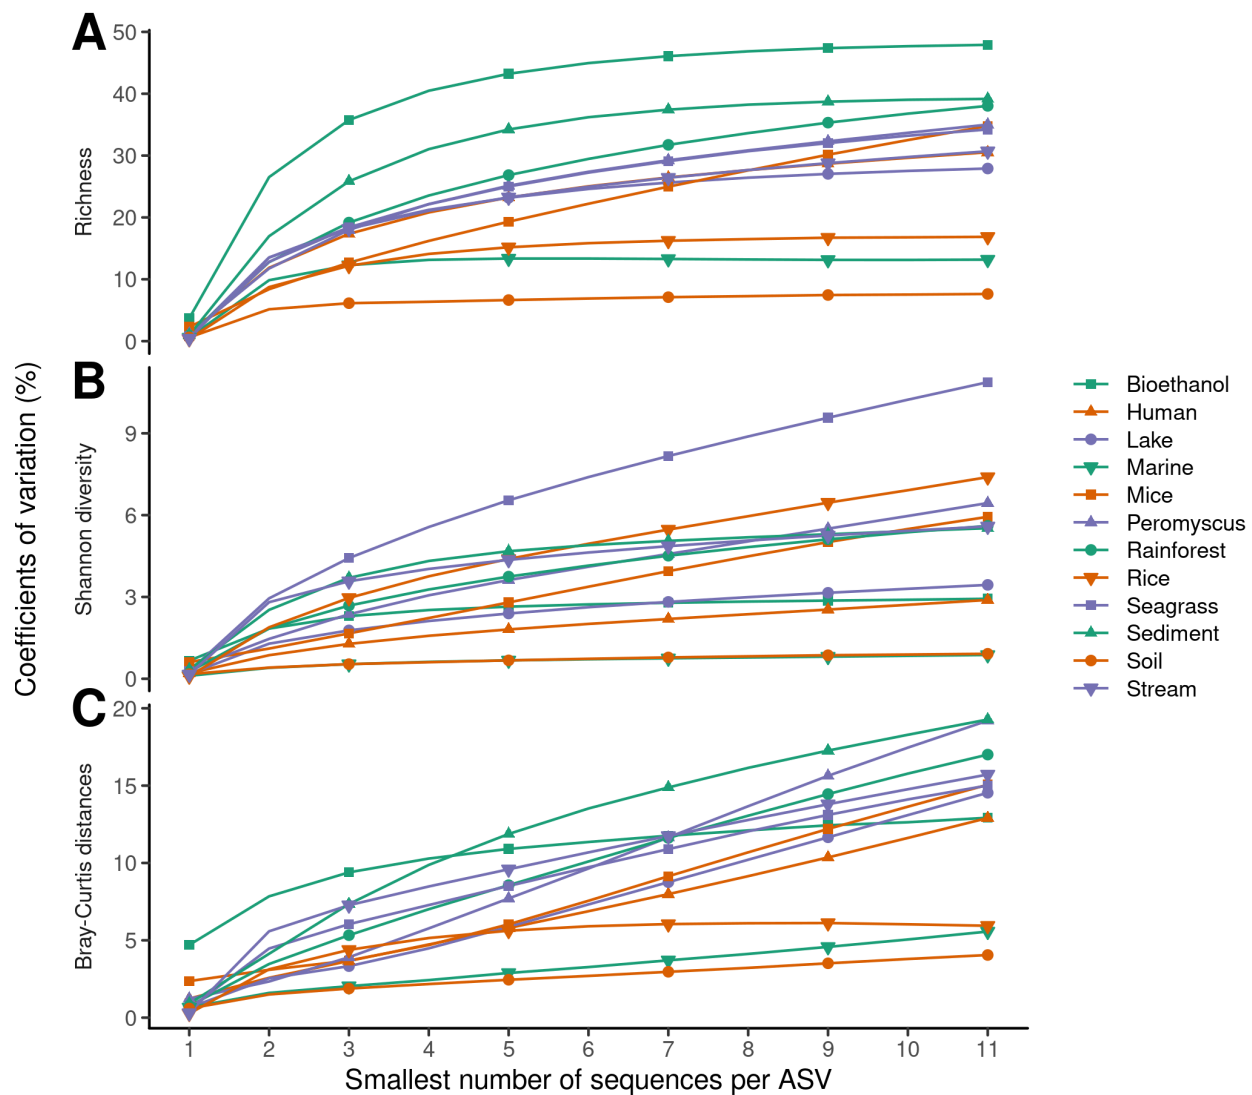 A
50
40
30
20
10
0
Richness
B
9
6
3
0
Shannon diversity
C
20
15
10
5
0
Bray-Curtis distances
Coefficients of variation (%)
1 2 3 4 5 6 7 8 9 10 11
Smallest number of sequences per ASV
Bioethanol
Human
Lake
Marine
Mice
Peromyscus
Rainforest
Rice
Seagrass
Sediment
Soil
Stream